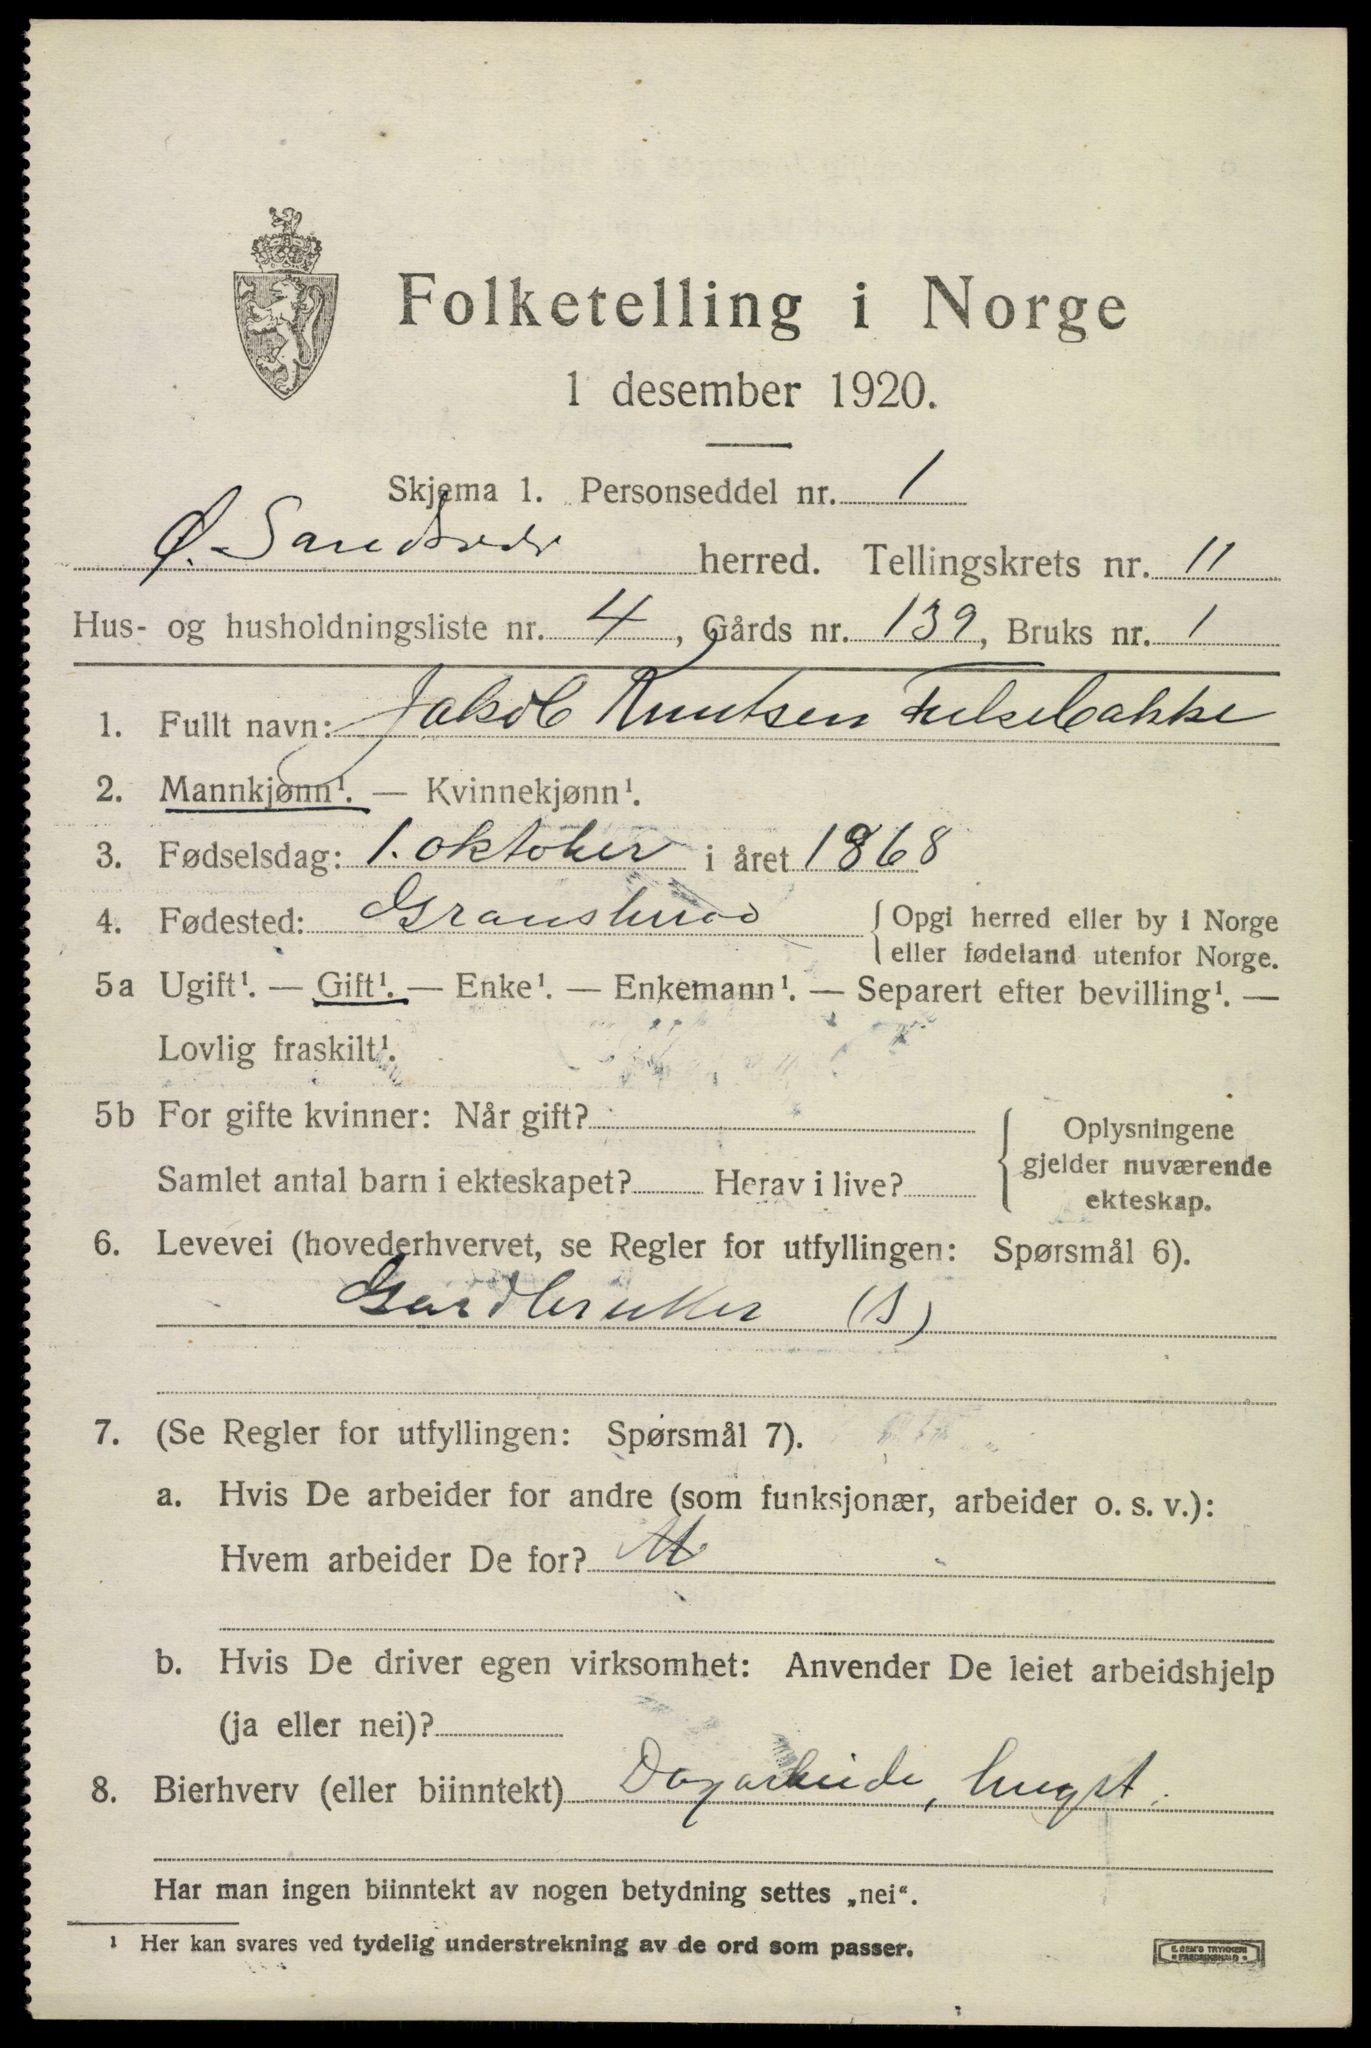 Folketelling i Norge
1 desember 1920.
Skjema 1. Personseddel nr. 1
Ø. Sandsvær herred. Tellingskrets nr. 11
Hus- og husholdningsliste nr. 4, Gårds nr. 139, Bruks nr. 1
1. Fullt navn: Jakob Knutsen
2. Mannkjønn¹. — Kvinnekjønn¹.
3. Fødselsdag: 1. oktober i året 1868
4. Fødested: {Opgi herred eller by i Norge
eller fødeland utenfor Norge.
5a Ugift¹. — Gift¹. — Enke¹. — Enkemann¹. — Separert efter bevilling¹. —
Lovlig fraskilt¹.
5b For gifte kvinner: Når gift? { Oplysningene
gjelder nuværende
Samlet antal barn i ekteskapet? Herav i live?
ekteskap.
6. Levevei (hovederhvervet, se Regler for utfyllingen: Spørsmål 6).
Gardbruker (s)
7. (Se Regler for utfyllingen: Spørsmål 7).
a. Hvis De arbeider for andre (som funksjonær, arbeider o. s. v.):
Hvem arbeider De for?
b. Hvis De driver egen virksomhet: Anvender De leiet arbeidshjelp
(ja eller nei)?
8. Bierhverv (eller biinntekt) Dagarbeide, hugst.
Har man ingen biinntekt av nogen betydning settes „nei“.
¹ Her kan svares ved tydelig understrekning av de ord som passer.